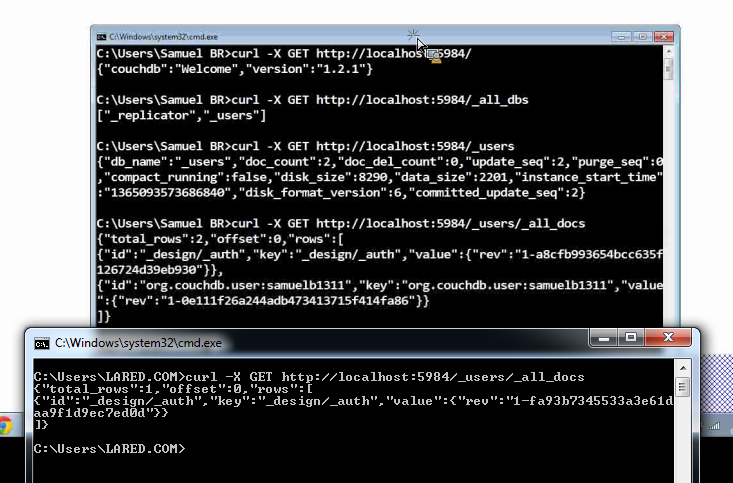 C:\Windows\system32\cmd.exe
C:\Users\Samuel BR>curl -X GET http://localhost:5984/
{"couchdb":"Welcome","version":"1.2.1"}
C:\Users\Samuel BR>curl -X GET http://localhost:5984/_all_dbs
["_replicator","_users"]
C:\Users\Samuel BR>curl -X GET http://localhost:5984/_users
{"db_name":"_users","doc_count":2,"doc_del_count":0,"update_seq":2,"purge_seq":0
,"compact_running":false,"disk_size":8290,"data_size":2201,"instance_start_time"
:"1365093573686840","disk_format_version":6,"committed_update_seq":2}
C:\Users\Samuel BR>curl -X GET http://localhost:5984/_users/_all_docs
{"total_rows":2,"offset":0,"rows":[
{"id":"_design/_auth","key":"_design/_auth","value":{"rev":"1-a8cfb993654bcc635f
126724d39eb930"}},
{"id":"org.couchdb.user:samuelb1311","key":"org.couchdb.user:samuelb1311","value
":{"rev":"1-0e111f26a244adb473413715f414fa86"}}
]}
C:\Windows\system32\cmd.exe
C:\Users\LARED.COM>curl -X GET http://localhost:5984/_users/_all_docs
{"total_rows":1,"offset":0,"rows":[
{"id":"_design/_auth","key":"_design/_auth","value":{"rev":"1-fa93b7345533a3e61d
aa9f1d9ec7ed0d"}}
]}
C:\Users\LARED.COM>